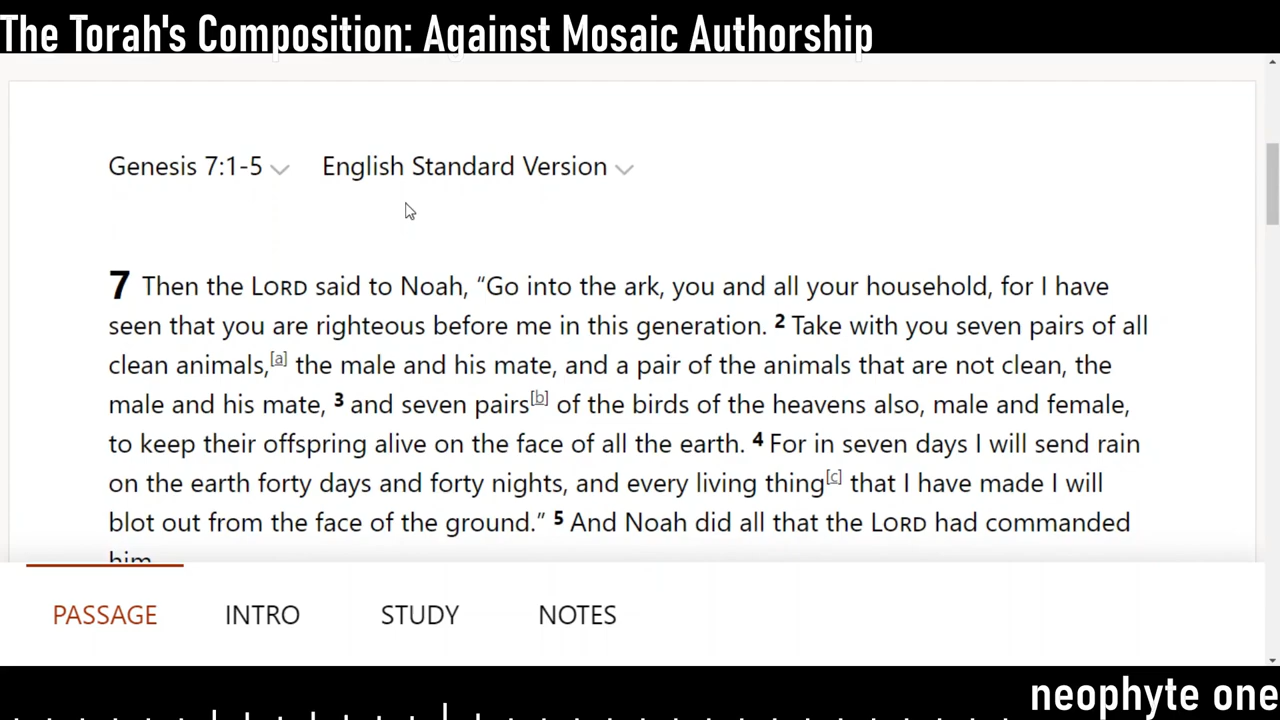 The Torah's Composition: Against Mosaic Authorship
Genesis 7:1-5 English Standard Version
7 Then the LORD said to Noah, “Go into the ark, you and all your household, for I have
seen that you are righteous before me in this generation. 2 Take with you seven pairs of all
clean animals,[a] the male and his mate, and a pair of the animals that are not clean, the
male and his mate, 3 and seven pairs[b] of the birds of the heavens also, male and female,
to keep their offspring alive on the face of all the earth. 4 For in seven days I will send rain
on the earth forty days and forty nights, and every living thing[c] that I have made I will
blot out from the face of the ground.” 5 And Noah did all that the LORD had commanded
him.
PASSAGE INTRO STUDY NOTES
neophyte one